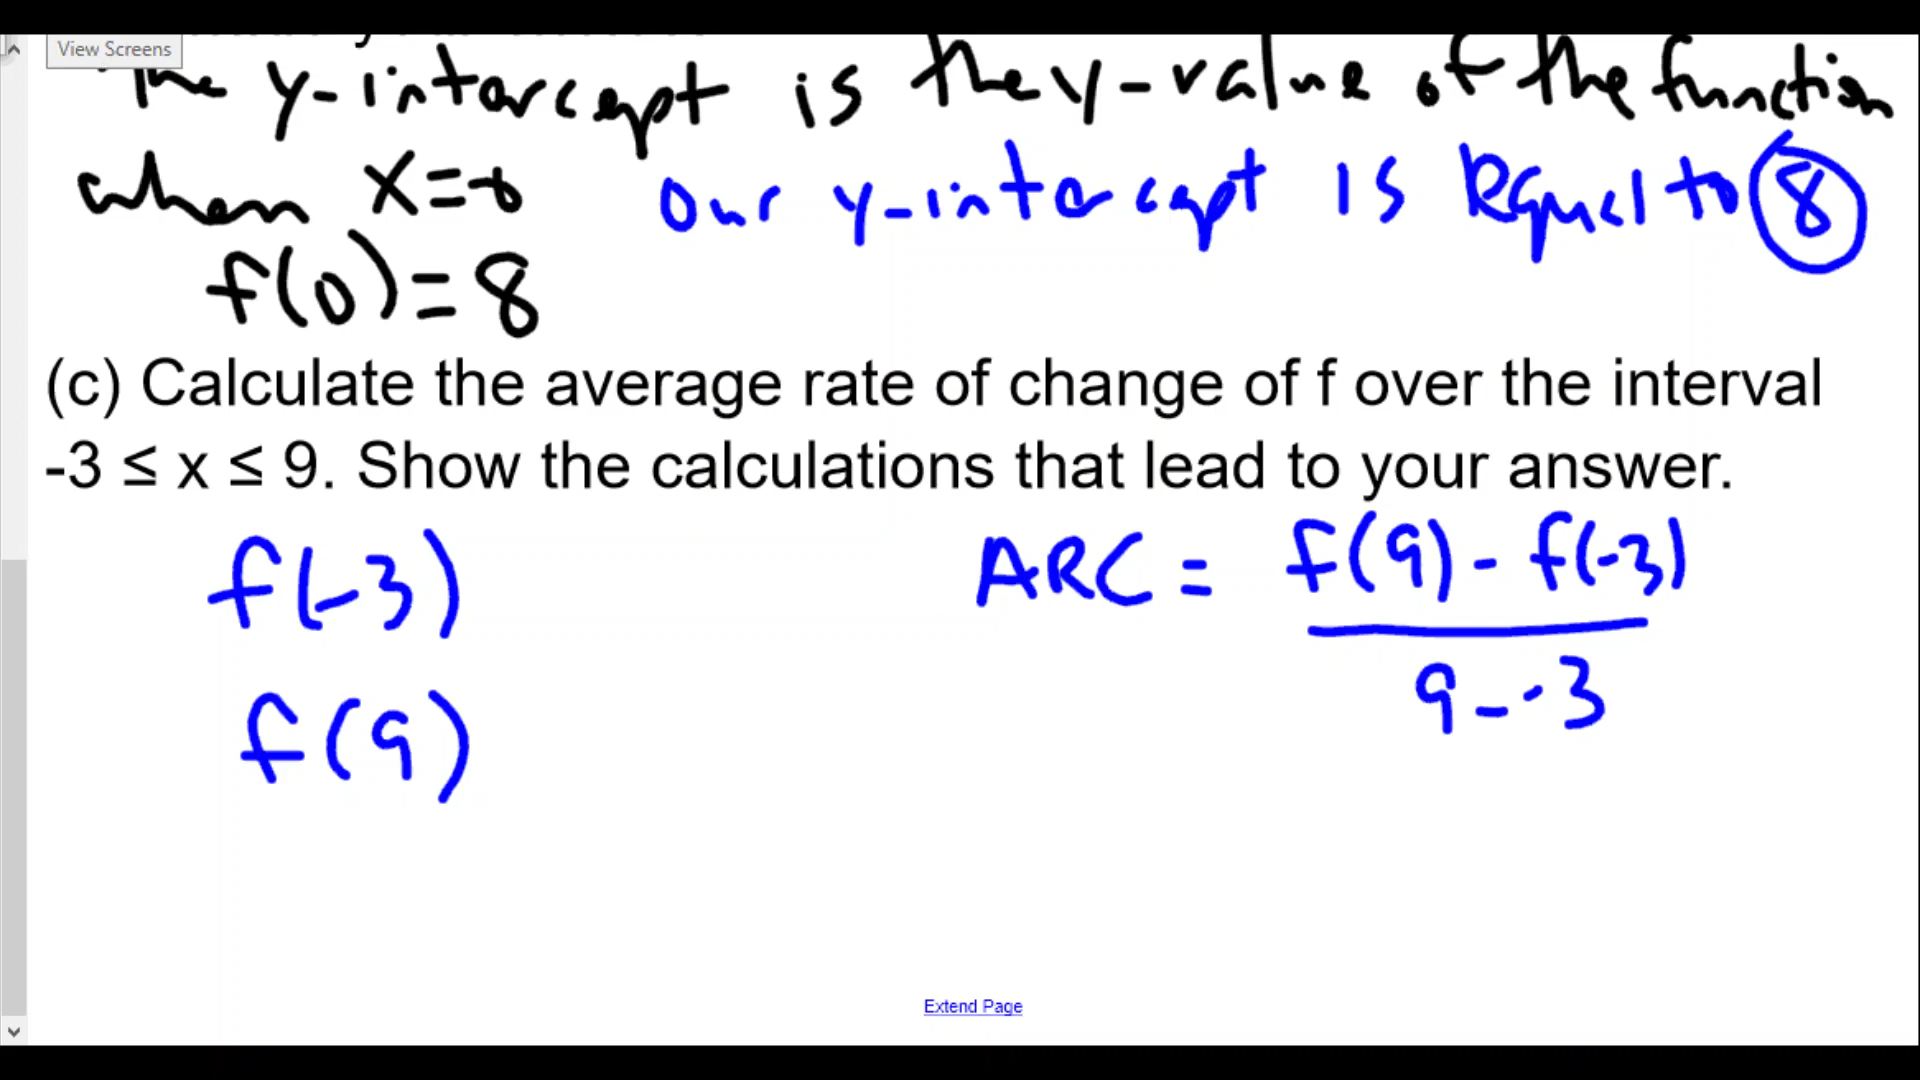 View Screens
The y-intercept is the y-value of the function
when x=0 Our y-intercept is Equal to 8
f(0)=8
(c) Calculate the average rate of change of f over the interval
-3 ≤ x ≤ 9. Show the calculations that lead to your answer.
f(-3) ARC = f(9) - f(-3)
9 - -3
f(9)
Extend Page